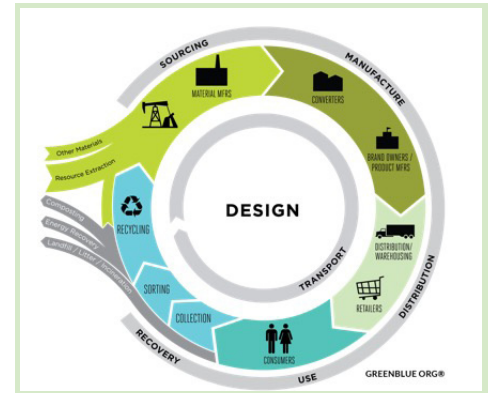 SOURCING
MANUFACTURE
MATERIAL MFRS
CONVERTERS
BRAND OWNERS /
PRODUCT MFRS
Other Materials
Resource Extraction
Composting
Energy Recovery
Landfill / Litter / Incineration
RECYCLING
DESIGN
DISTRIBUTION/
WAREHOUSING
TRANSPORT
SORTING
RETAILERS
DISTRIBUTION
COLLECTION
RECOVERY
CONSUMERS
USE
GREENBLUE ORG®